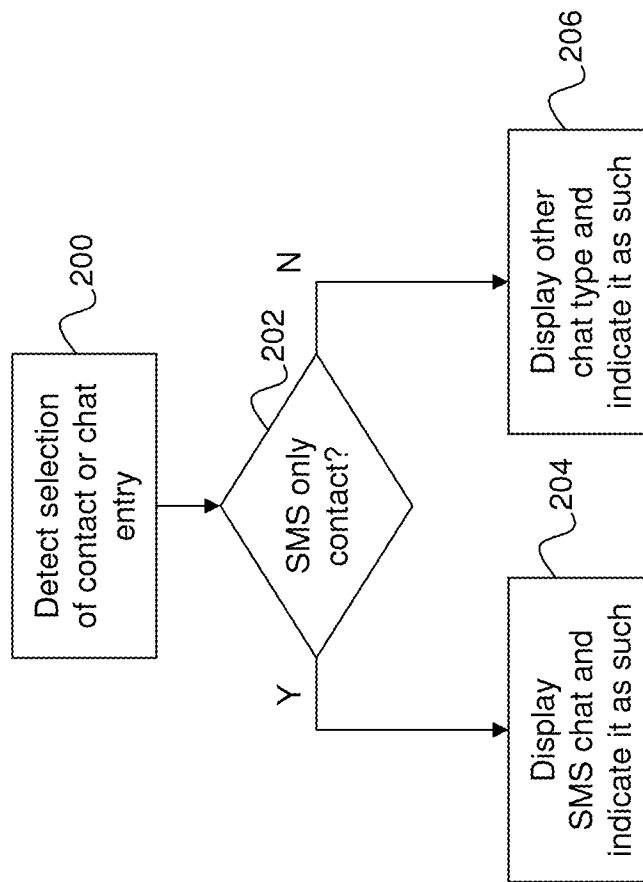 Detect selection
of contact or chat
entry
200
SMS only
contact?
202
Y
N
Display
SMS chat and
indicate it as such
204
Display other
chat type and
indicate it as such
206